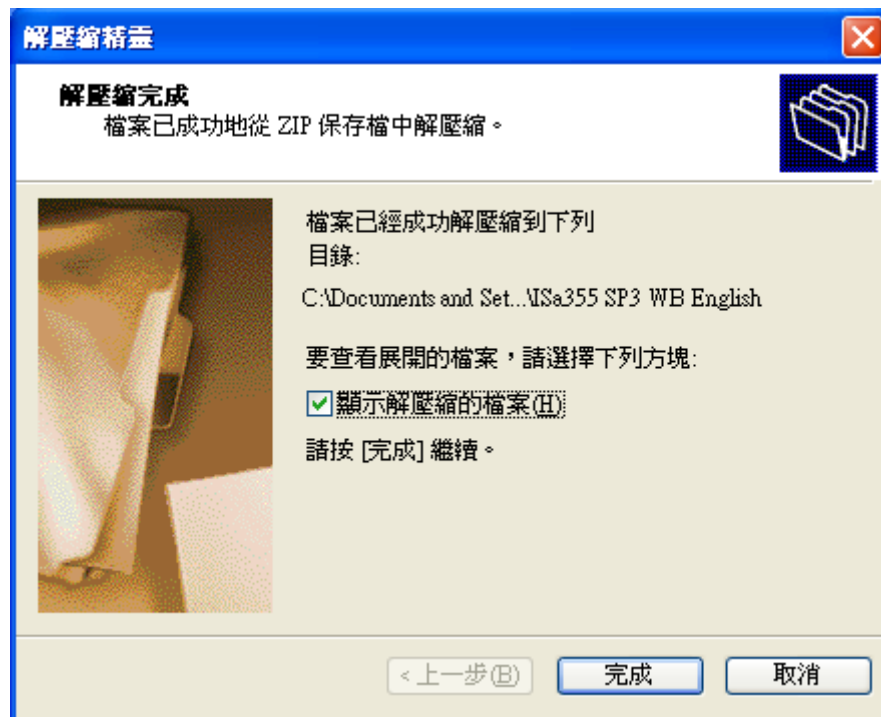 解壓縮精靈
解壓縮完成
檔案已成功地從 ZIP 保存檔中解壓縮。
檔案已經成功解壓縮到下列
目錄:
C:\Documents and Set...\ISa355 SP3 WB English
要查看展開的檔案，請選擇下列方塊:
顯示解壓縮的檔案(H)
請按 [完成] 繼續。
< 上一步(B)
完成
取消